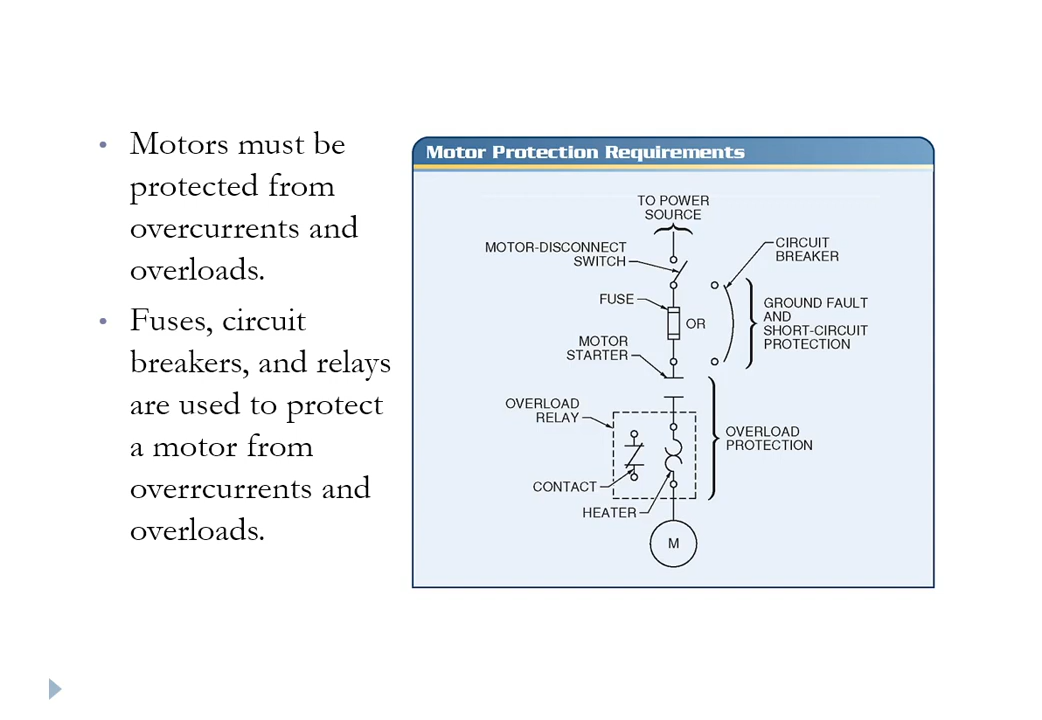 • Motors must be
protected from
overcurrents and
overloads.
• Fuses, circuit
breakers, and relays
are used to protect
a motor from
overrcurrents and
overloads.
Motor Protection Requirements
TO POWER
SOURCE
MOTOR-DISCONNECT
SWITCH
CIRCUIT
BREAKER
FUSE
OR
GROUND FAULT
AND
SHORT-CIRCUIT
PROTECTION
MOTOR
STARTER
OVERLOAD
RELAY
OVERLOAD
PROTECTION
CONTACT
HEATER
M